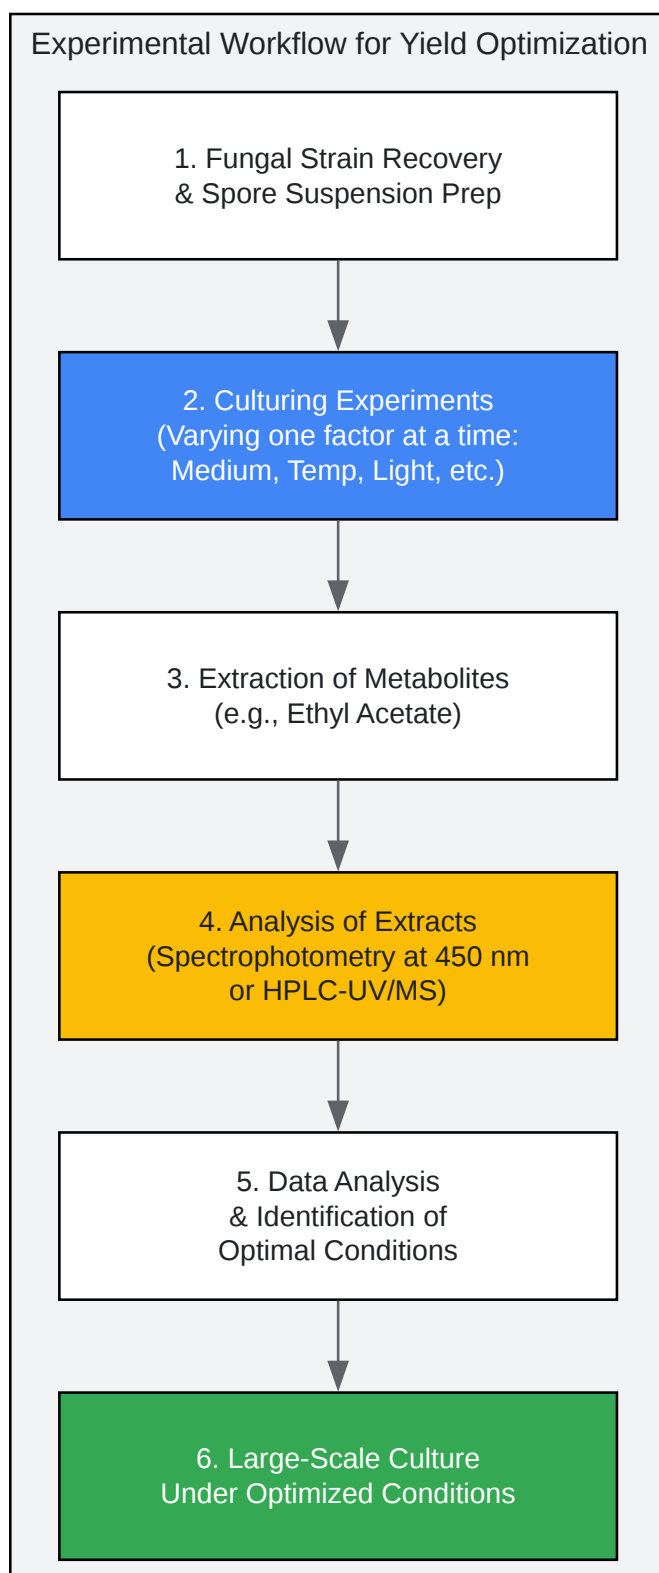 Experimental Workflow for Yield Optimization
1. Fungal Strain Recovery
& Spore Suspension Prep
2. Culturing Experiments
(Varying one factor at a time:
Medium, Temp, Light, etc.)
3. Extraction of Metabolites
(e.g., Ethyl Acetate)
4. Analysis of Extracts
(Spectrophotometry at 450 nm
or HPLC-UV/MS)
5. Data Analysis
& Identification of
Optimal Conditions
6. Large-Scale Culture
Under Optimized Conditions